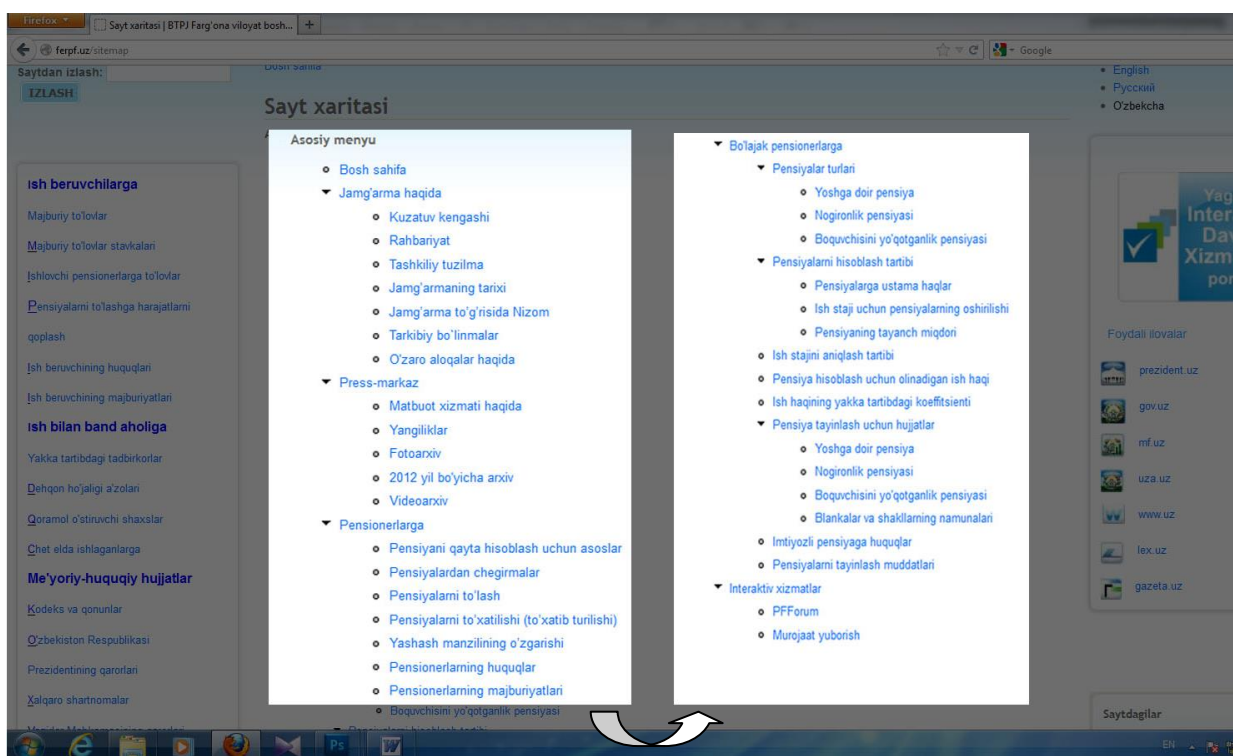 Firefox
Sayt xaritasi | BTPJ Farg'ona viloyat bosh...
ferpf.uz/sitemap
Google
Saytdan izlash:
IZLASH
Bosh sahifa
Sayt xaritasi
English
Русский
O'zbekcha
Ish beruvchilarga
Majburiy to'lovlar
Majburiy to'lovlar stavkalari
Ishlovchi pensionerlarga to'lovlar
Pensiyalarni to'lashga harajatlarni
qoplash
Ish beruvchining huquqlari
Ish beruvchining majburiyatlari
Ish bilan band aholiga
Yakka tartibdagi tadbirkorlar
Dehqon ho'jaligi a'zolari
Qoramol o'stiruvchi shaxslar
Chet elda ishlaganlarga
Me'yoriy-huquqiy hujjatlar
Kodeks va qonunlar
O'zbekiston Respublikasi
Prezidentining qarorlari
Xalqaro shartnomalar
Asosiy menyu
Bosh sahifa
Jamg'arma haqida
Kuzatuv kengashi
Rahbariyat
Tashkiliy tuzilma
Jamg'armaning tarixi
Jamg'arma to'g'risida Nizom
Tarkibiy bo`linmalar
O'zaro aloqalar haqida
Press-markaz
Matbuot xizmati haqida
Yangiliklar
Fotoarxiv
2012 yil bo'yicha arxiv
Videoarxiv
Pensionerlarga
Pensiyani qayta hisoblash uchun asoslar
Pensiyalardan chegirmalar
Pensiyalarni to'lash
Pensiyalarni to'xatilishi (to'xatib turilishi)
Yashash manzilining o'zgarishi
Pensionerlarning huquqlar
Pensionerlarning majburiyatlari
Boquvchisini yo'qotganlik pensiyasi
Bo'lajak pensionerlarga
Pensiyalar turlari
Yoshga doir pensiya
Nogironlik pensiyasi
Boquvchisini yo'qotganlik pensiyasi
Pensiyalarni hisoblash tartibi
Pensiyalarga ustama haqlar
Ish staji uchun pensiyalarning oshirilishi
Pensiyaning tayanch miqdori
Ish stajini aniqlash tartibi
Pensiya hisoblash uchun olinadigan ish haqi
Ish haqining yakka tartibdagi koeffitsienti
Pensiya tayinlash uchun hujjatlar
Yoshga doir pensiya
Nogironlik pensiyasi
Boquvchisini yo'qotganlik pensiyasi
Blankalar va shakllarning namunalari
Imtiyozli pensiyaga huquqlar
Pensiyalarni tayinlash muddatlari
Interaktiv xizmatlar
PFForum
Murojaat yuborish
Foydali ilovalar
prezident.uz
gov.uz
mf.uz
uza.uz
www.uz
lex.uz
gazeta.uz
Saytdagilar
Ps
EN